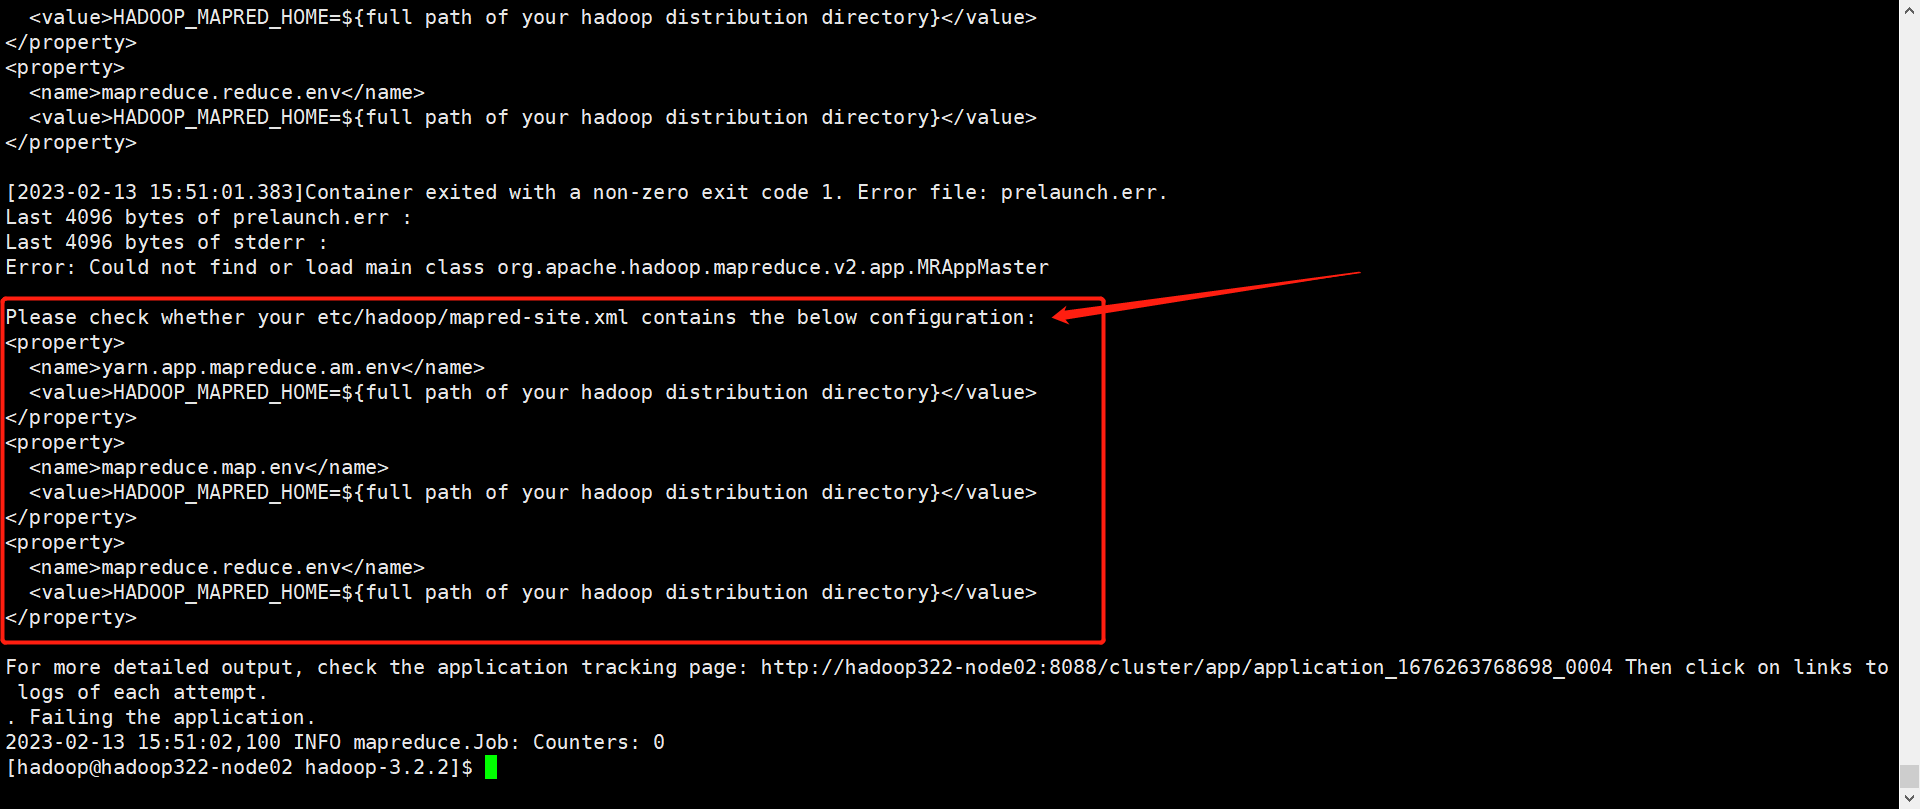 <value>HADOOP_MAPRED_HOME=${full path of your hadoop distribution directory}</value>
</property>
<property>
  <name>mapreduce.reduce.env</name>
  <value>HADOOP_MAPRED_HOME=${full path of your hadoop distribution directory}</value>
</property>

[2023-02-13 15:51:01.383]Container exited with a non-zero exit code 1. Error file: prelaunch.err.
Last 4096 bytes of prelaunch.err :
Last 4096 bytes of stderr :
Error: Could not find or load main class org.apache.hadoop.mapreduce.v2.app.MRAppMaster

Please check whether your etc/hadoop/mapred-site.xml contains the below configuration:
<property>
  <name>yarn.app.mapreduce.am.env</name>
  <value>HADOOP_MAPRED_HOME=${full path of your hadoop distribution directory}</value>
</property>
<property>
  <name>mapreduce.map.env</name>
  <value>HADOOP_MAPRED_HOME=${full path of your hadoop distribution directory}</value>
</property>
<property>
  <name>mapreduce.reduce.env</name>
  <value>HADOOP_MAPRED_HOME=${full path of your hadoop distribution directory}</value>
</property>

For more detailed output, check the application tracking page: http://hadoop322-node02:8088/cluster/app/application_1676263768698_0004 Then click on links to
 logs of each attempt.
. Failing the application.
2023-02-13 15:51:02,100 INFO mapreduce.Job: Counters: 0
[hadoop@hadoop322-node02 hadoop-3.2.2]$